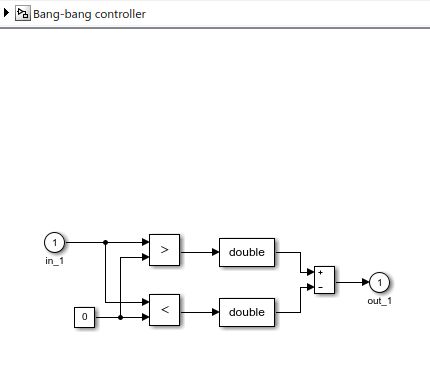 Bang-bang controller
1
in_1
>
double
+
−
1
out_1
0
<
double